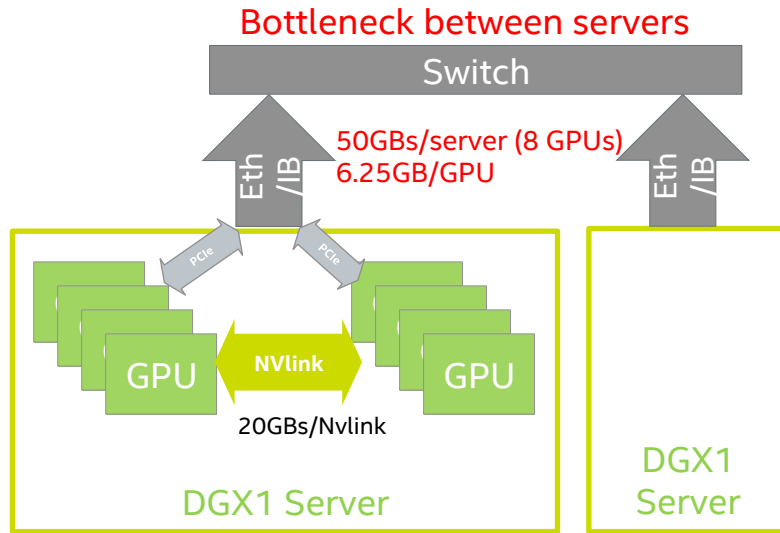 Bottleneck between servers
Switch
50GBs/server (8 GPUs)
6.25GB/GPU
Eth
/IB
Eth
/IB
PCIe
PCIe
GPU
NVlink
GPU
20GBs/Nvlink
DGX1 Server
DGX1
Server